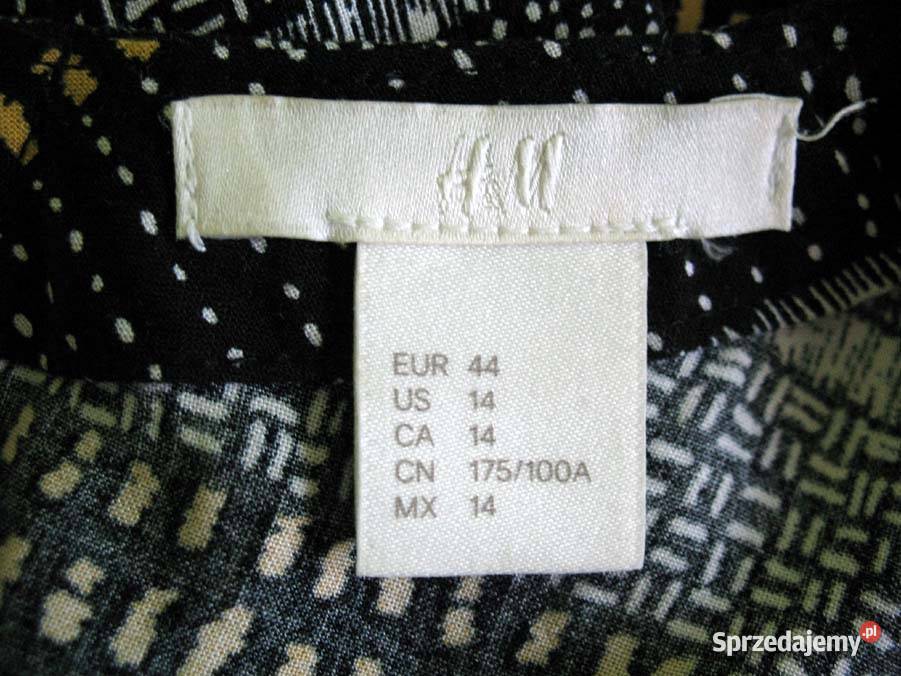 H&M
EUR 44
US 14
CA 14
CN 175/100A
MX 14
Sprzedajemy.pl